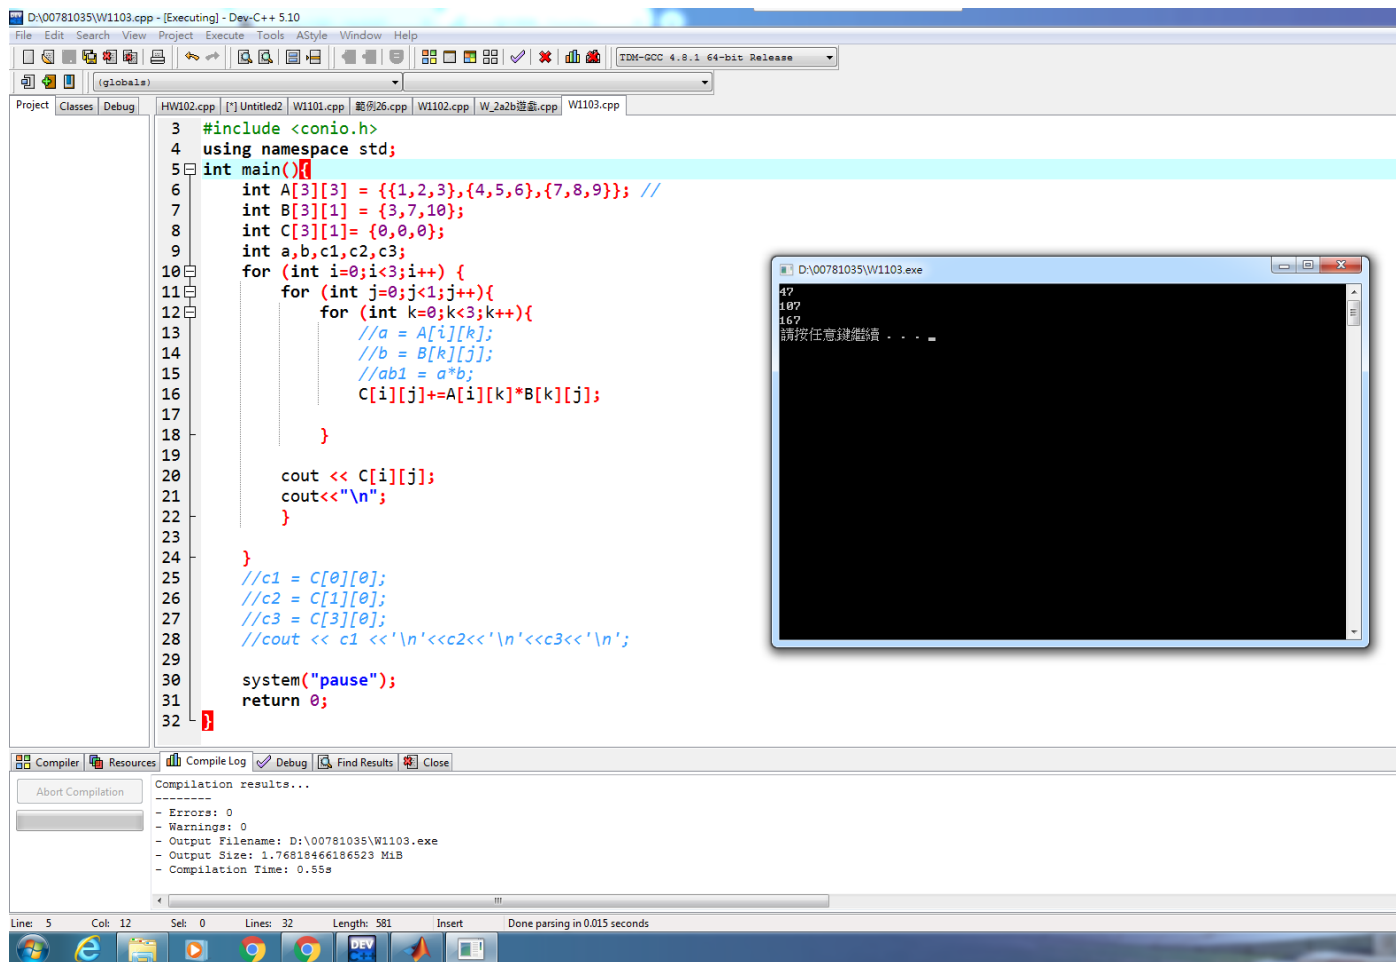 D:\00781035\W1103.cpp - [Executing] - Dev-C++ 5.10
File Edit Search View Project Execute Tools AStyle Window Help
TDM-GCC 4.8.1 64-bit Release
(globals)
Project Classes Debug HW102.cpp [*] Untitled2 W1101.cpp 範例26.cpp W1102.cpp W_2a2b遊戲.cpp W1103.cpp
3 #include <conio.h>
4 using namespace std;
5 int main(){
6 int A[3][3] = {{1,2,3},{4,5,6},{7,8,9}}; //
7 int B[3][1] = {3,7,10};
8 int C[3][1]= {0,0,0};
9 int a,b,c1,c2,c3;
10 for (int i=0;i<3;i++) {
11 for (int j=0;j<1;j++){
12 for (int k=0;k<3;k++){
13 //a = A[i][k];
14 //b = B[k][j];
15 //ab1 = a*b;
16 C[i][j]+=A[i][k]*B[k][j];
17
18 }
19
20 cout << C[i][j];
21 cout<<"\n";
22 }
23
24 }
25 //c1 = C[0][0];
26 //c2 = C[1][0];
27 //c3 = C[3][0];
28 //cout << c1 <<'\n'<<c2<<'\n'<<c3<<'\n';
29
30 system("pause");
31 return 0;
32 }
D:\00781035\W1103.exe
47
107
167
請按任意鍵繼續 . . .
Compiler Resources Compile Log Debug Find Results Close
Abort Compilation
Compilation results...
--------
- Errors: 0
- Warnings: 0
- Output Filename: D:\00781035\W1103.exe
- Output Size: 1.76818466186523 MiB
- Compilation Time: 0.55s
Line: 5 Col: 12 Sel: 0 Lines: 32 Length: 581 Insert Done parsing in 0.015 seconds
DEV C++